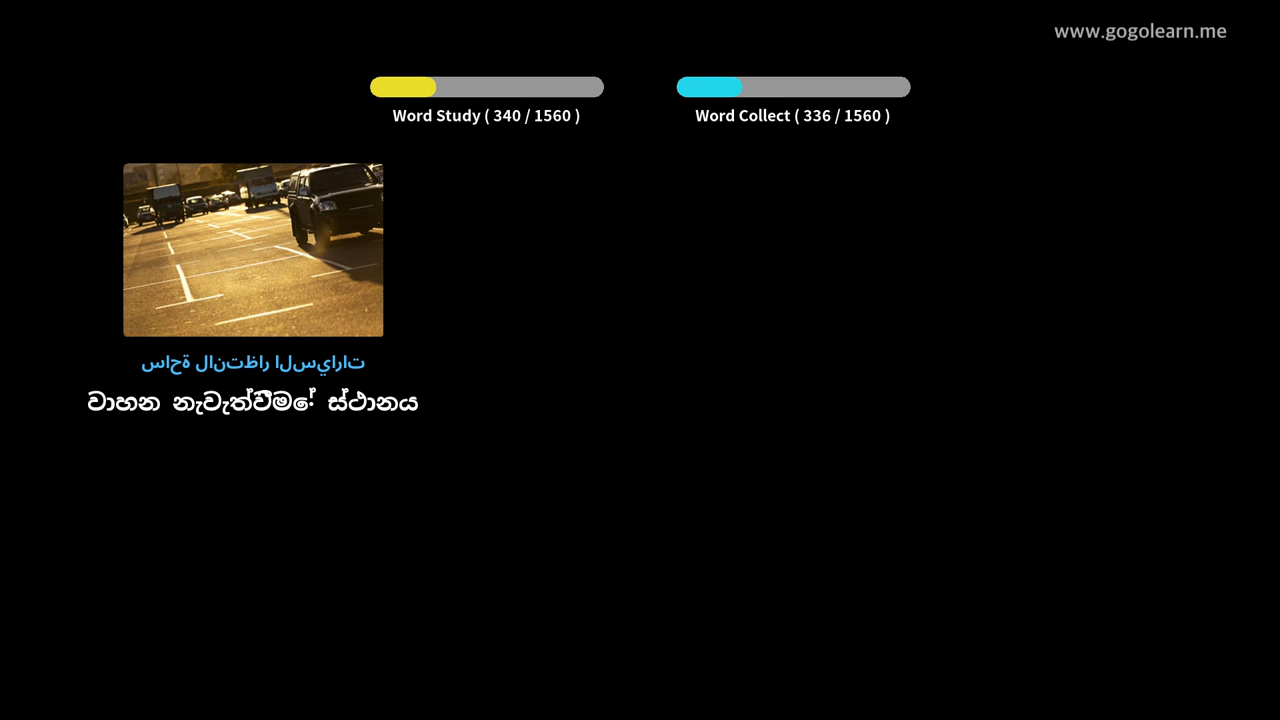 www.gogolearn.me
Word Study ( 340 / 1560 )
Word Collect ( 336 / 1560 )
ساحة لانتظار السيارات
වාහන නැවැත්වීමේ ස්ථානය